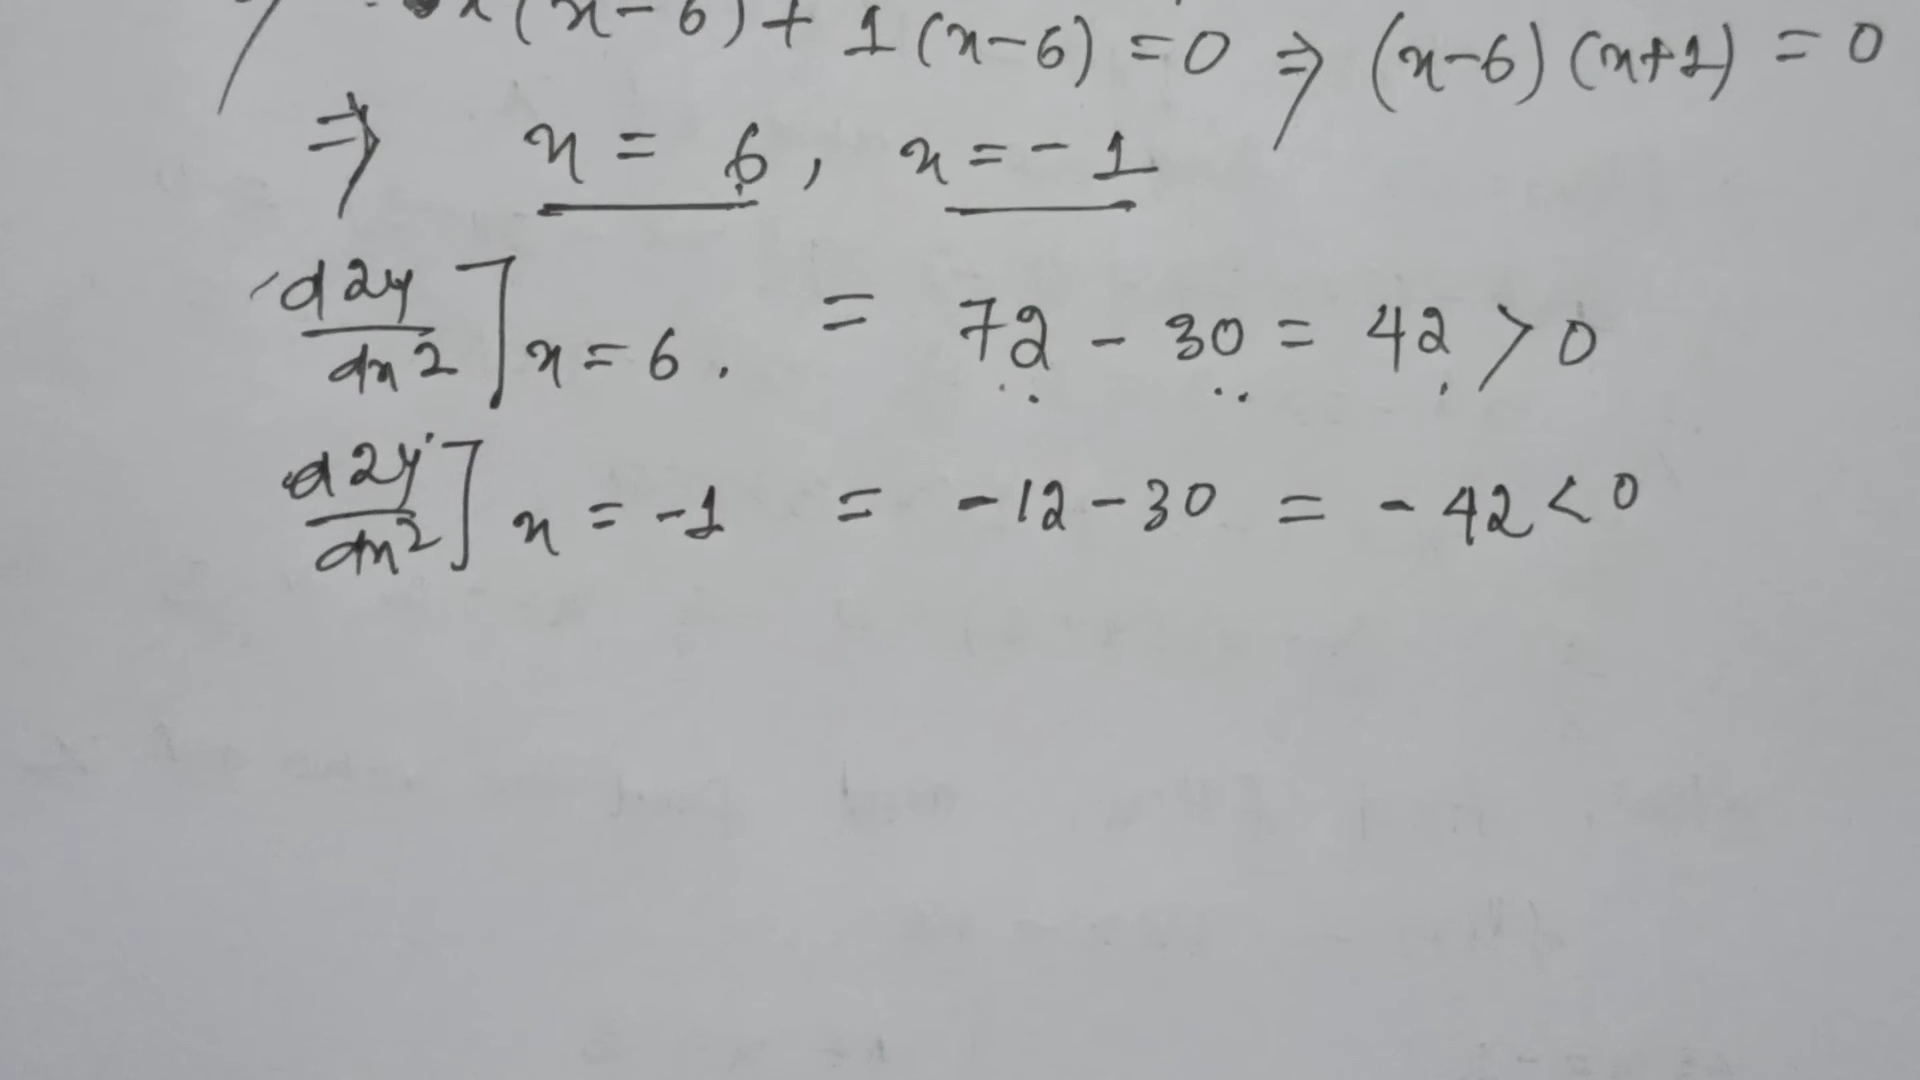 x(x-6)+1(x-6)=0 ⇒ (x-6)(x+1)=0
⇒ x = 6, x = -1
d2y/dx2]x=6. = 72 - 30 = 42 > 0
d2y/dx2]x = -1 = -12 - 30 = -42 < 0